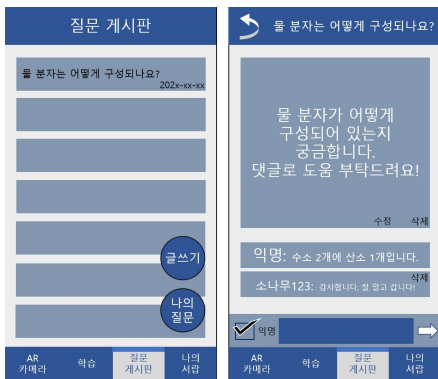 질문 게시판
물 분자는 어떻게 구성되나요?
202x-xx-xx
글쓰기
나의
질문
AR
카메라
학습
질문
게시판
나의
서랍
물 분자는 어떻게 구성되나요?
물 분자가 어떻게
구성되어 있는지
궁금합니다.
댓글로 도움 부탁드려요!
수정 삭제
익명: 수소 2개에 산소 1개입니다.
삭제
소나무123: 감사합니다. 잘 알고 갑니다!
익명
AR
카메라
학습
질문
게시판
나의
서랍